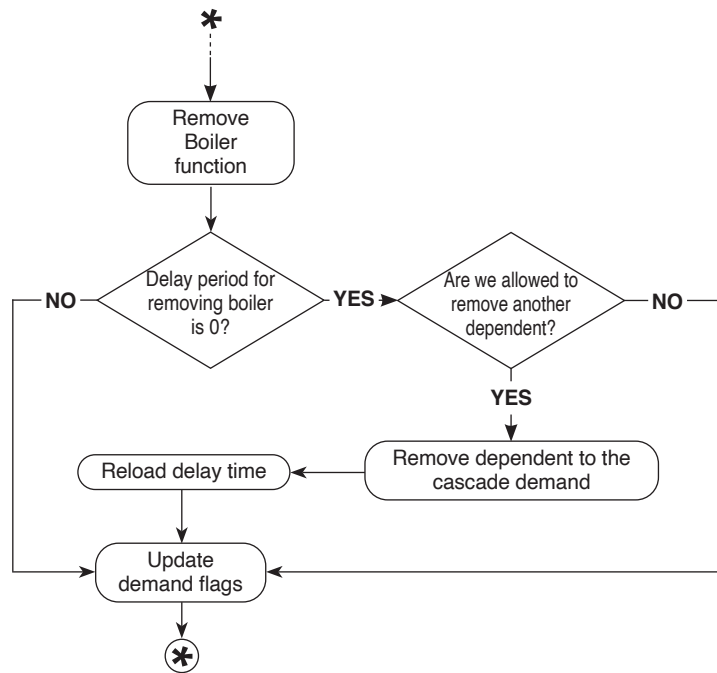 *
Remove
Boiler
function
Delay period for
removing boiler
is 0?
Are we allowed to
remove another
dependent?
NO
YES
NO
YES
Reload delay time
Remove dependent to the
cascade demand
Update
demand flags
*